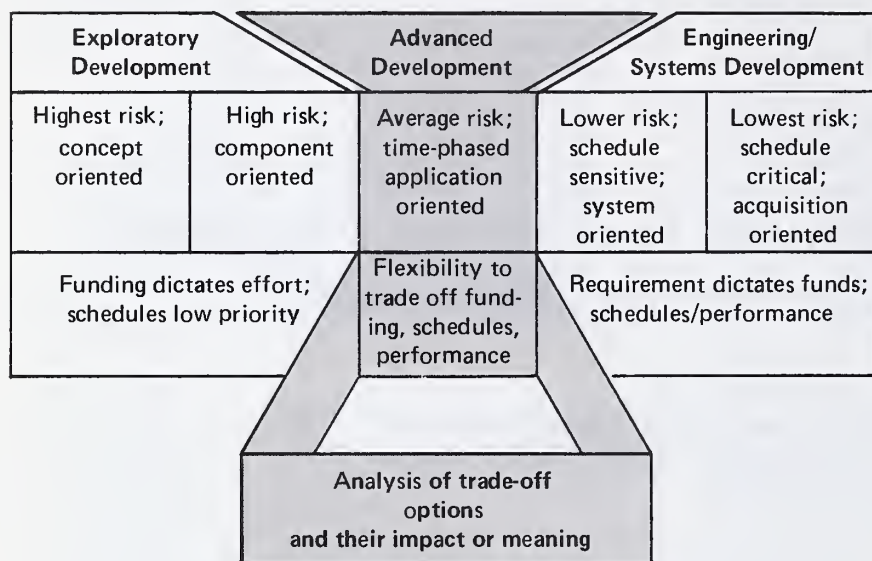 Exploratory
Development
Advanced
Development
Engineering/
Systems Development
Highest risk;
concept
oriented
High risk;
component
oriented
Average risk;
time-phased
application
oriented
Lower risk;
schedule
sensitive;
system
oriented
Lowest risk;
schedule
critical;
acquisition
oriented
Funding dictates effort;
schedules low priority
Flexibility to
trade off fund-
ing, schedules,
performance
Requirement dictates funds;
schedules/performance
Analysis of trade-off
options
and their impact or meaning